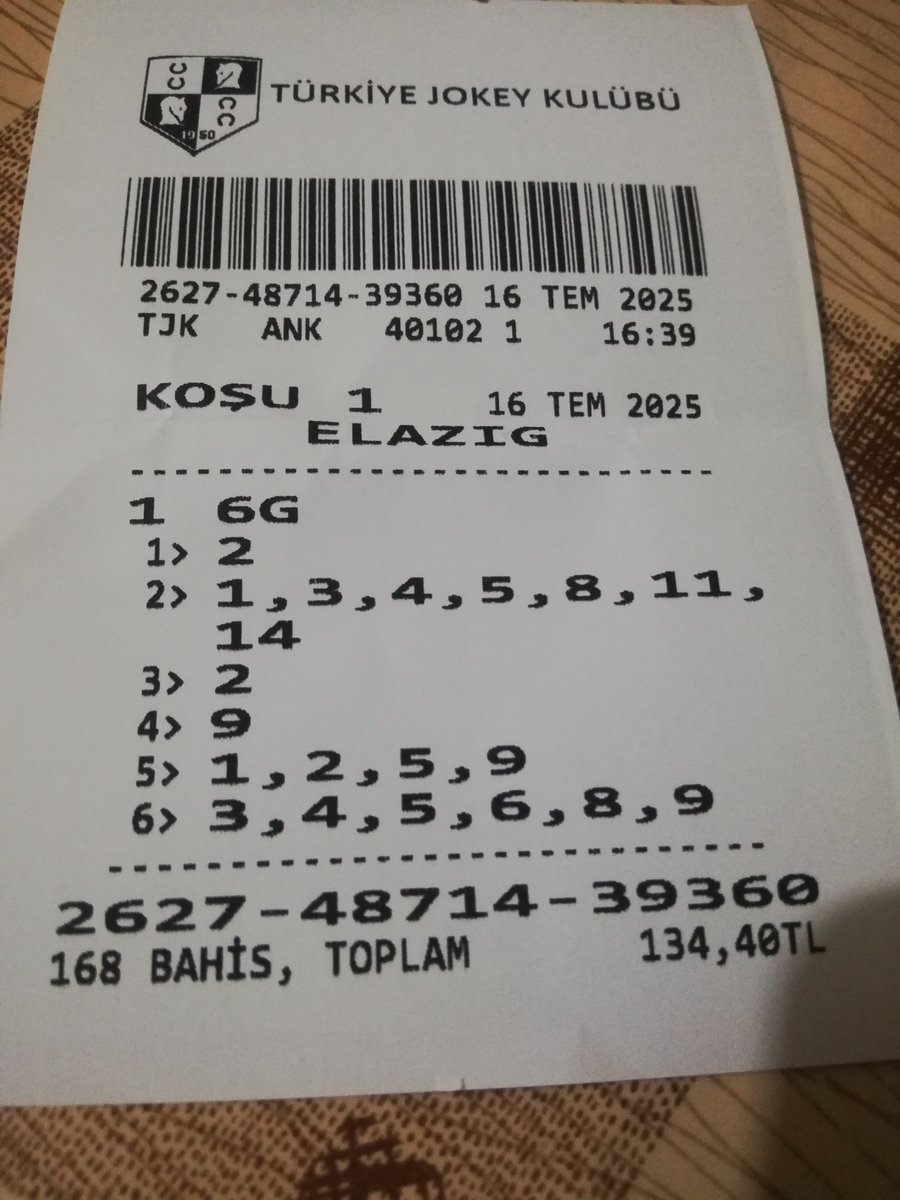 CC
CC
1950
TÜRKİYE JOKEY KULÜBÜ
2627-48714-39360 16 TEM 2025
TJK ANK 40102 1 16:39
KOŞU 1 16 TEM 2025
ELAZIG
1 6G
1> 2
2> 1,3,4,5,8,11,
14
3> 2
4> 9
5> 1,2,5,9
6> 3,4,5,6,8,9
2627-48714-39360
168 BAHİS, TOPLAM 134,40TL